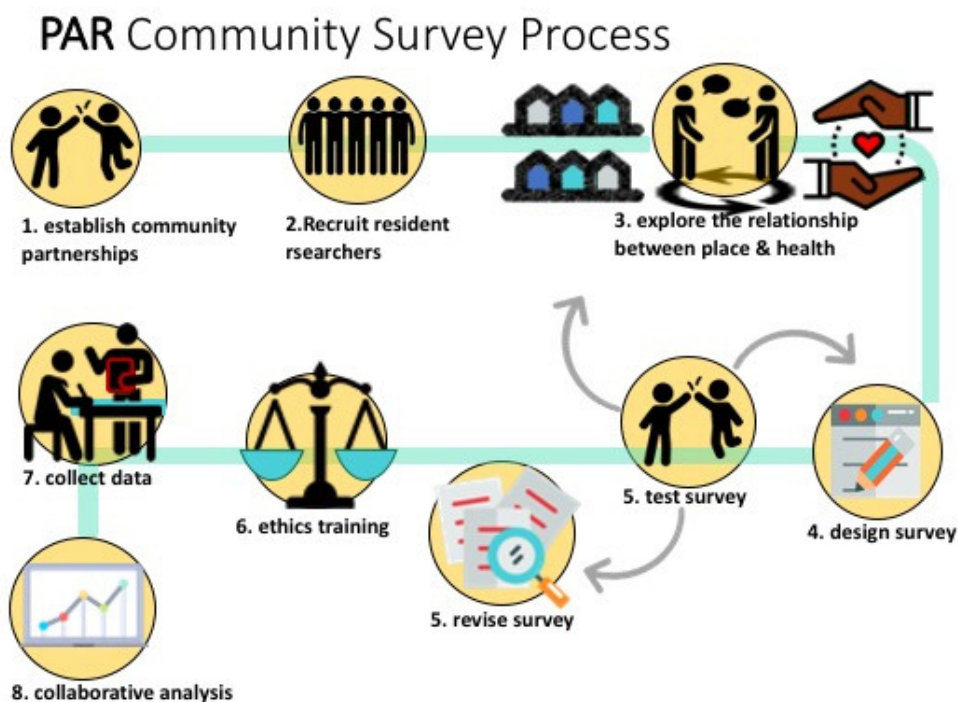 PAR Community Survey Process
1. establish community
partnerships
2.Recruit resident
rsearchers
3. explore the relationship
between place & health
4. design survey
5. test survey
5. revise survey
6. ethics training
7. collect data
8. collaborative analysis